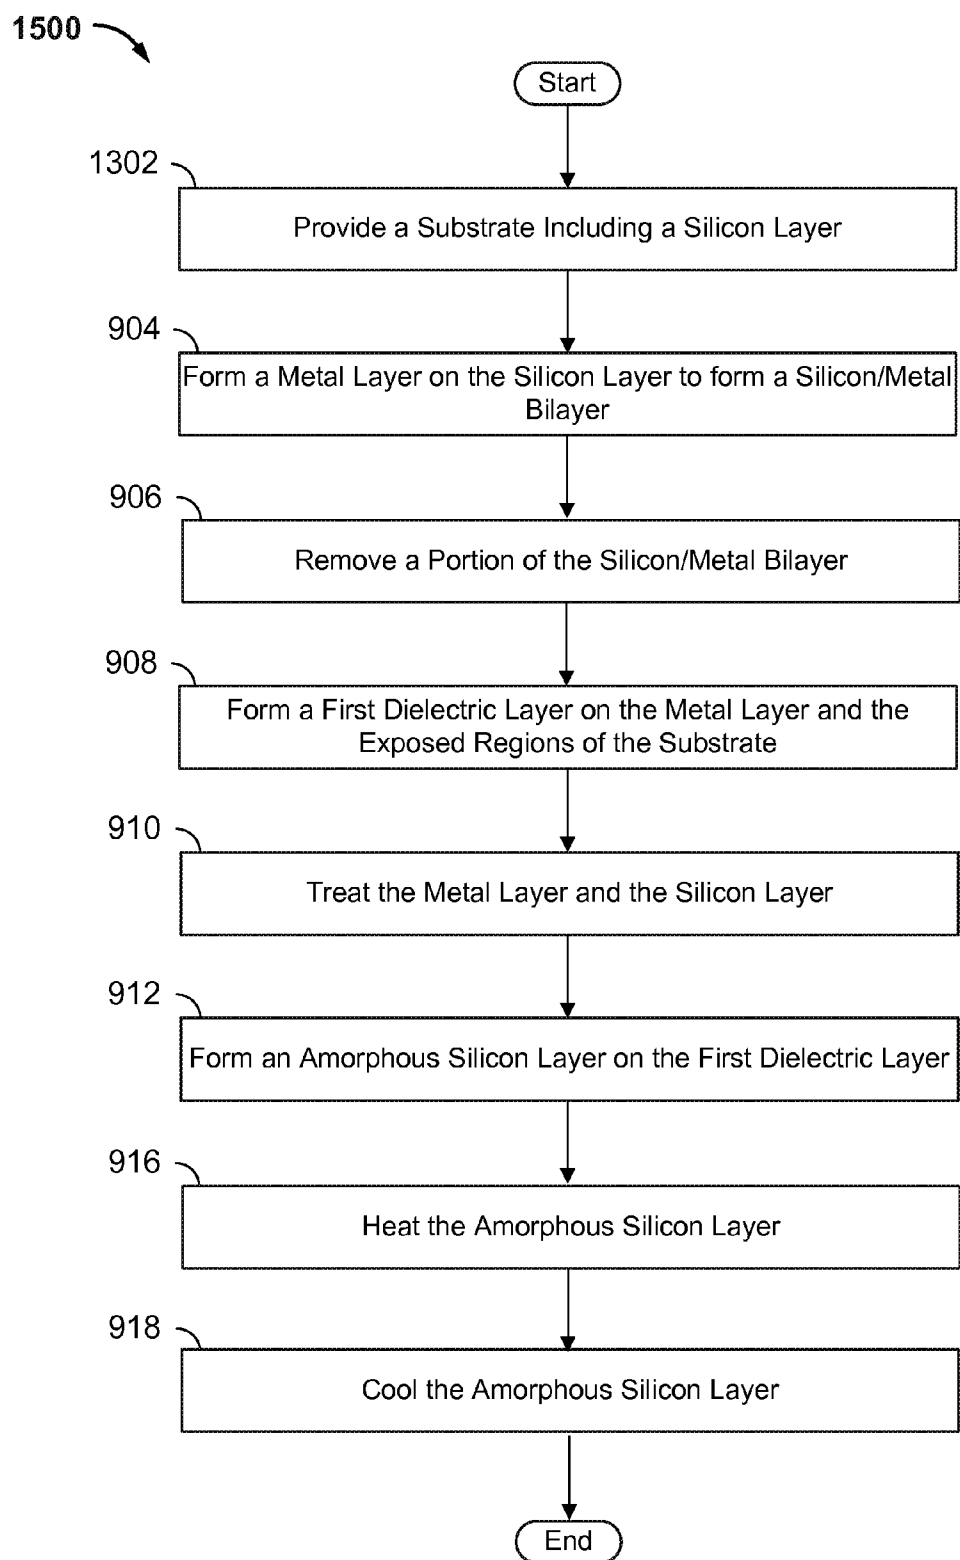 1500
Start
1302
Provide a Substrate Including a Silicon Layer
904
Form a Metal Layer on the Silicon Layer to form a Silicon/Metal
Bilayer
906
Remove a Portion of the Silicon/Metal Bilayer
908
Form a First Dielectric Layer on the Metal Layer and the
Exposed Regions of the Substrate
910
Treat the Metal Layer and the Silicon Layer
912
Form an Amorphous Silicon Layer on the First Dielectric Layer
916
Heat the Amorphous Silicon Layer
918
Cool the Amorphous Silicon Layer
End